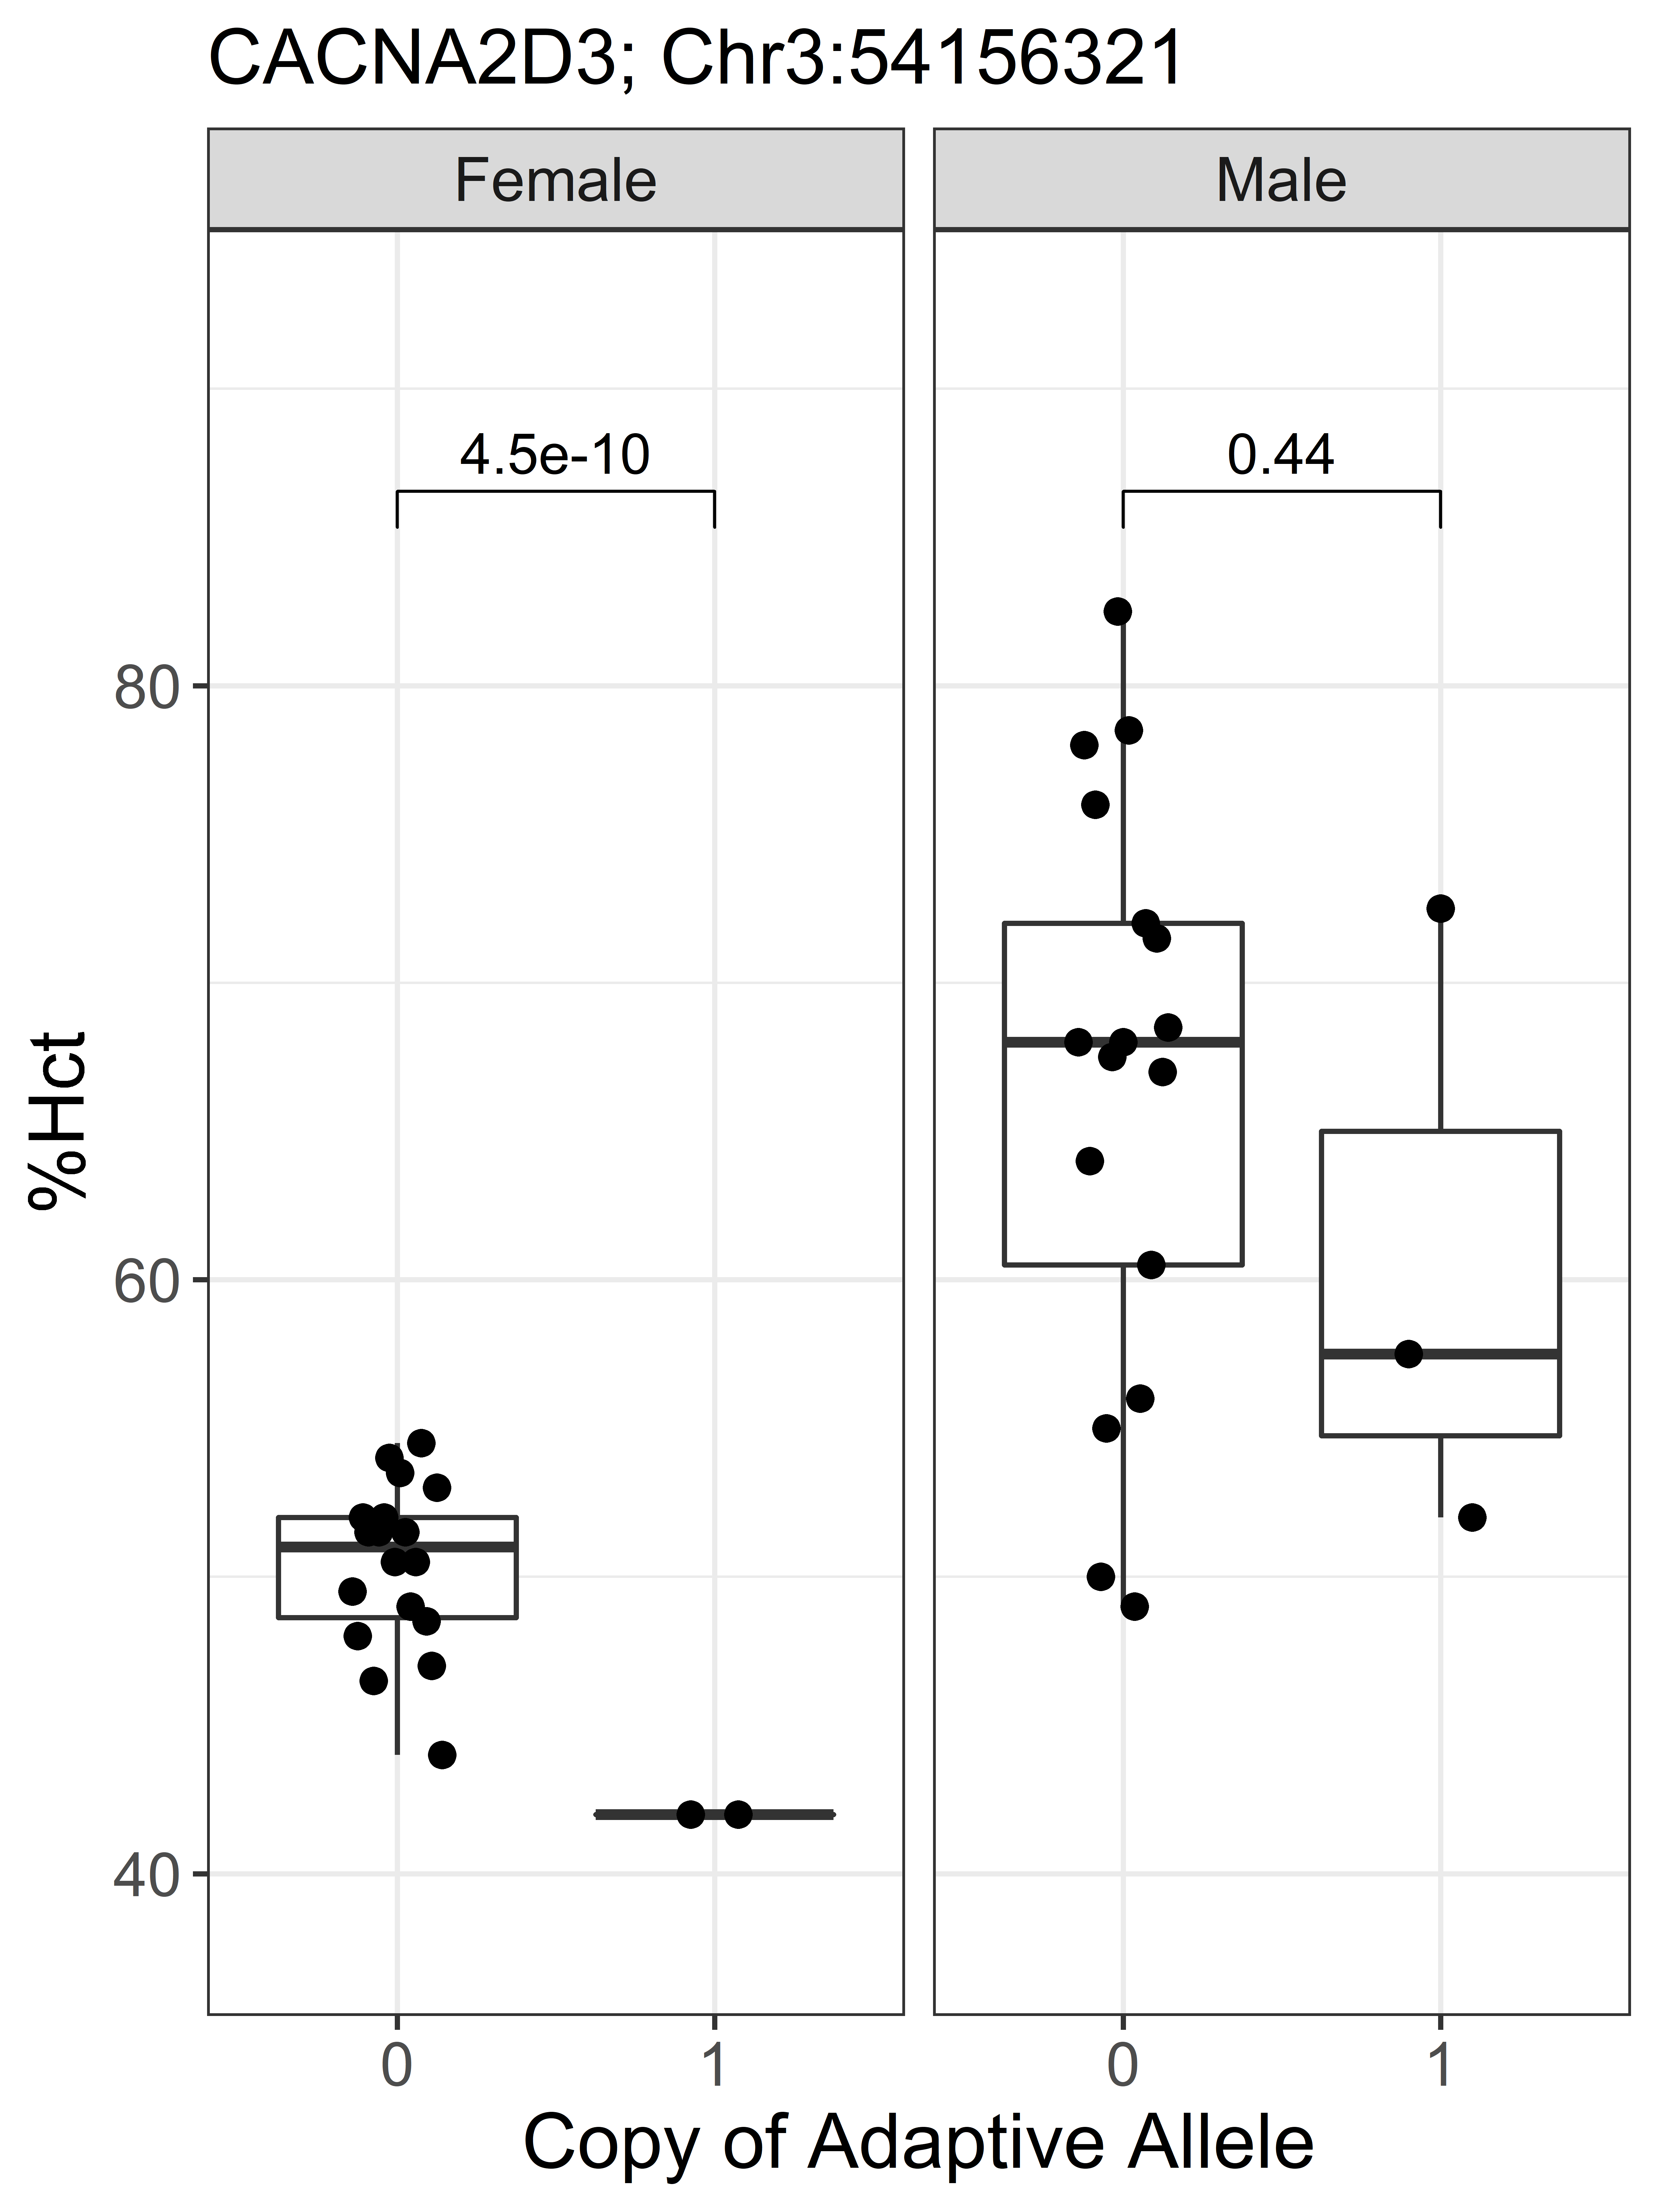 CACNA2D3; Chr3:54156321
Female
Male
4.5e-10
0.44
80
60
40
%Hct
0
1
0
1
Copy of Adaptive Allele